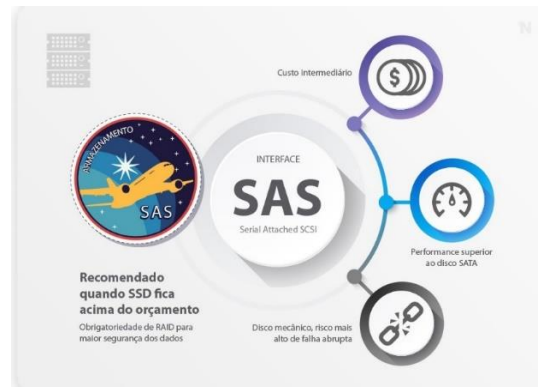 N
Custo intermediário
ARMAZENAMENTO
SAS
INTERFACE
SAS
Serial Attached SCSI
$
Performance superior
ao disco SATA
Recomendado
quando SSD fica
acima do orçamento
Obrigatoriedade de RAID para
maior segurança dos dados
Disco mecânico, risco mais
alto de falha abrupta